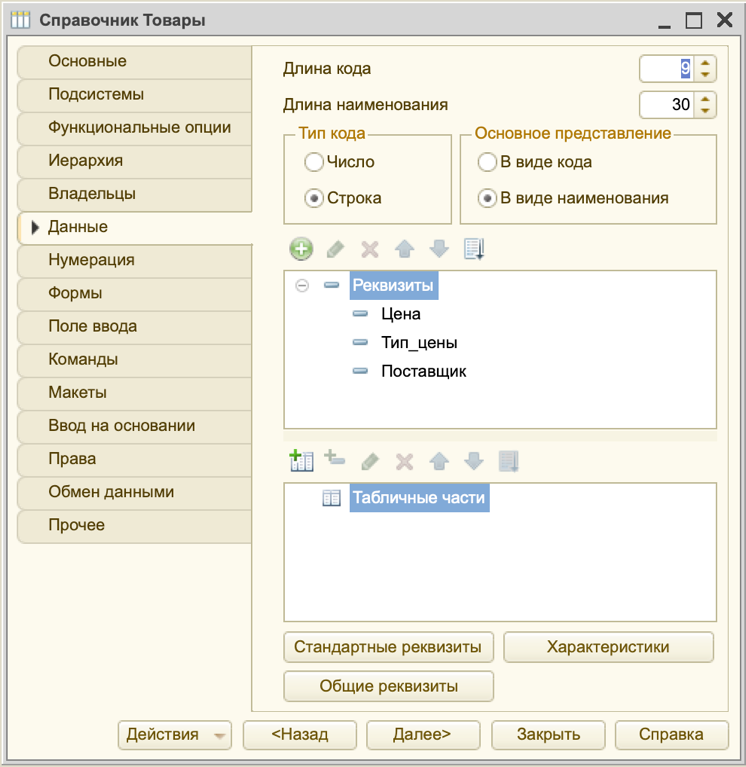 Справочник Товары
Основные
Подсистемы
Функциональные опции
Иерархия
Владельцы
Данные
Нумерация
Формы
Поле ввода
Команды
Макеты
Ввод на основании
Права
Обмен данными
Прочее
Длина кода 9
Длина наименования 30
Тип кода
Число
Строка
Основное представление
В виде кода
В виде наименования
Реквизиты
Цена
Тип_цены
Поставщик
Табличные части
Стандартные реквизиты Характеристики
Общие реквизиты
Действия <Назад Далее> Закрыть Справка